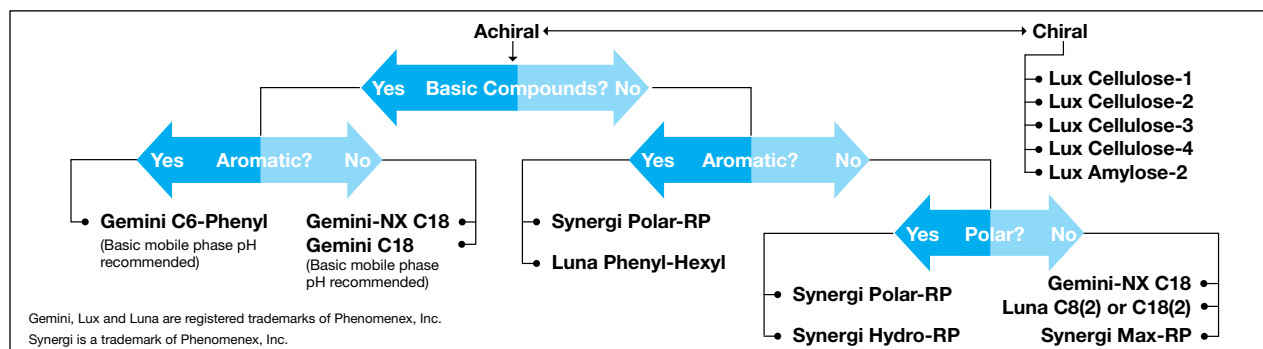 Achiral
Chiral
Yes Basic Compounds? No
Lux Cellulose-1
Lux Cellulose-2
Lux Cellulose-3
Lux Cellulose-4
Lux Amylose-2
Yes Aromatic? No
Yes Aromatic? No
Gemini C6-Phenyl
(Basic mobile phase pH
recommended)
Gemini-NX C18
Gemini C18
(Basic mobile phase
pH recommended)
Synergi Polar-RP
Luna Phenyl-Hexyl
Yes Polar? No
Synergi Polar-RP
Synergi Hydro-RP
Gemini-NX C18
Luna C8(2) or C18(2)
Synergi Max-RP
Gemini, Lux and Luna are registered trademarks of Phenomenex, Inc.
Synergi is a trademark of Phenomenex, Inc.